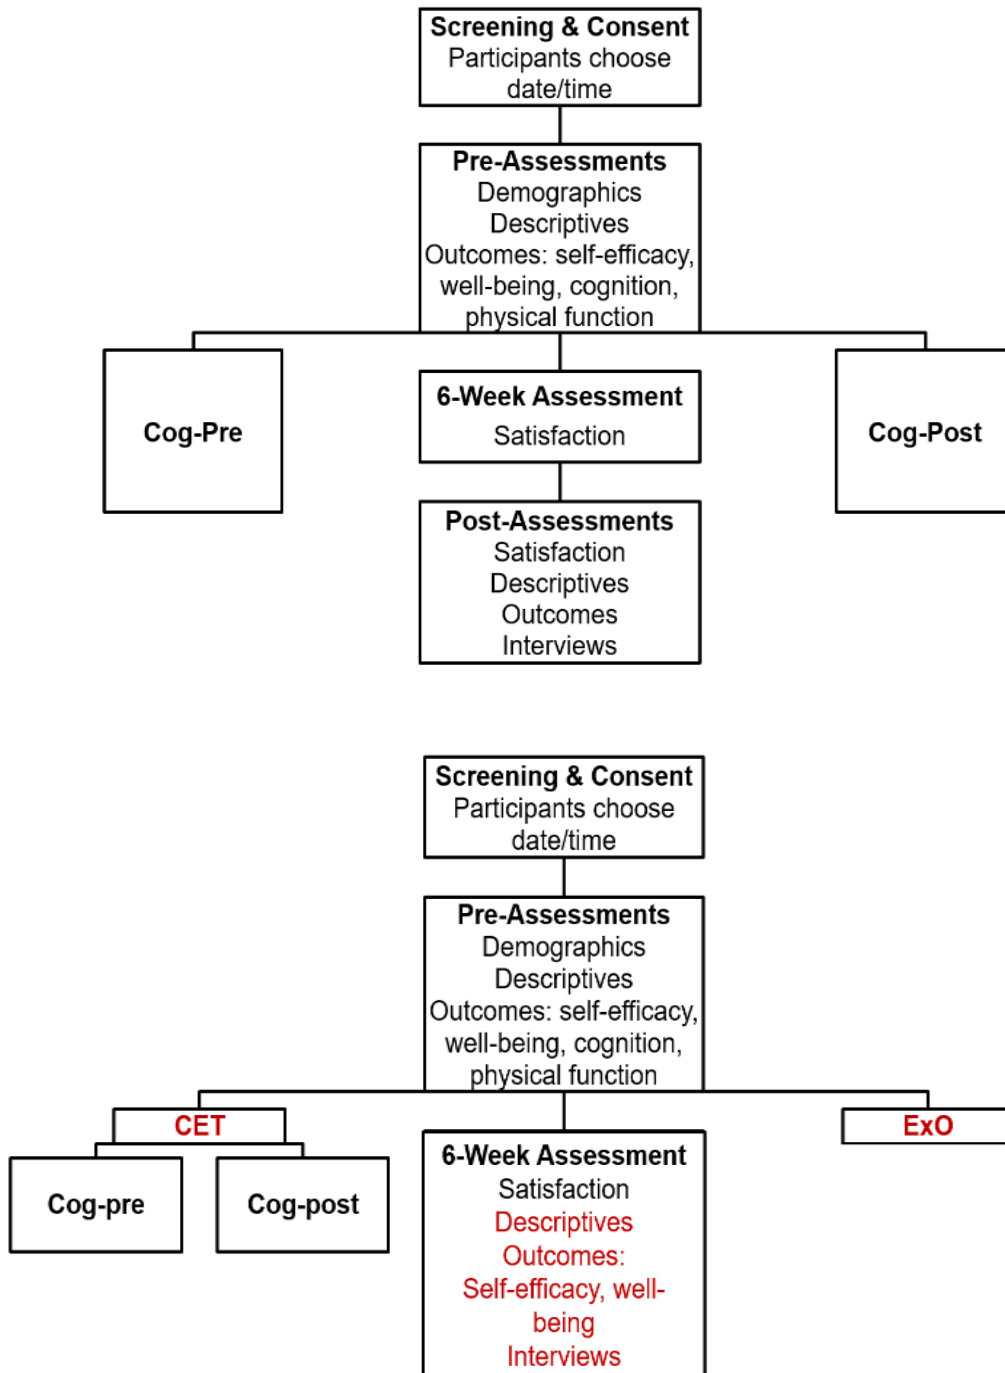 Screening & Consent
Participants choose
date/time
Pre-Assessments
Demographics
Descriptives
Outcomes: self-efficacy,
well-being, cognition,
physical function
Cog-Pre
6-Week Assessment
Satisfaction
Cog-Post
Post-Assessments
Satisfaction
Descriptives
Outcomes
Interviews
Screening & Consent
Participants choose
date/time
Pre-Assessments
Demographics
Descriptives
Outcomes: self-efficacy,
well-being, cognition,
physical function
CET
ExO
Cog-pre
Cog-post
6-Week Assessment
Satisfaction
Descriptives
Outcomes:
Self-efficacy, well-
being
Interviews